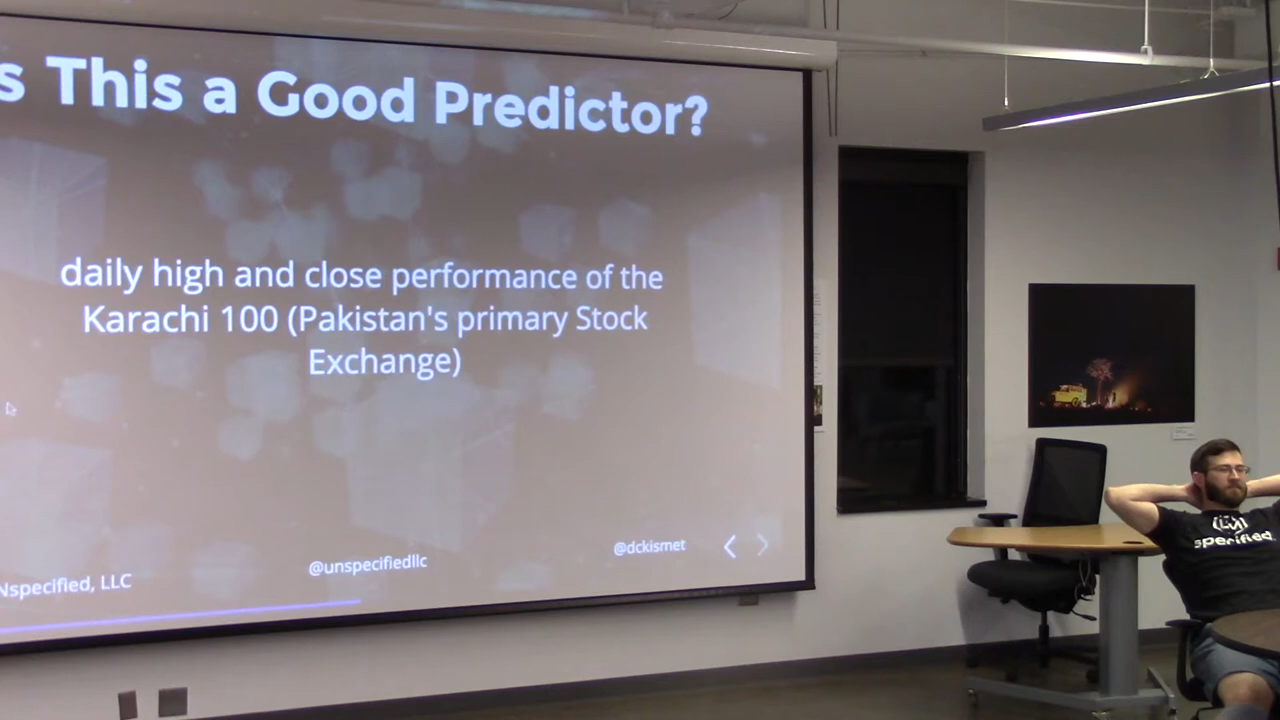 s This a Good Predictor?
daily high and close performance of the
Karachi 100 (Pakistan's primary Stock
Exchange)
Nspecified, LLC
@unspecifiedllc
@dckismet
specified